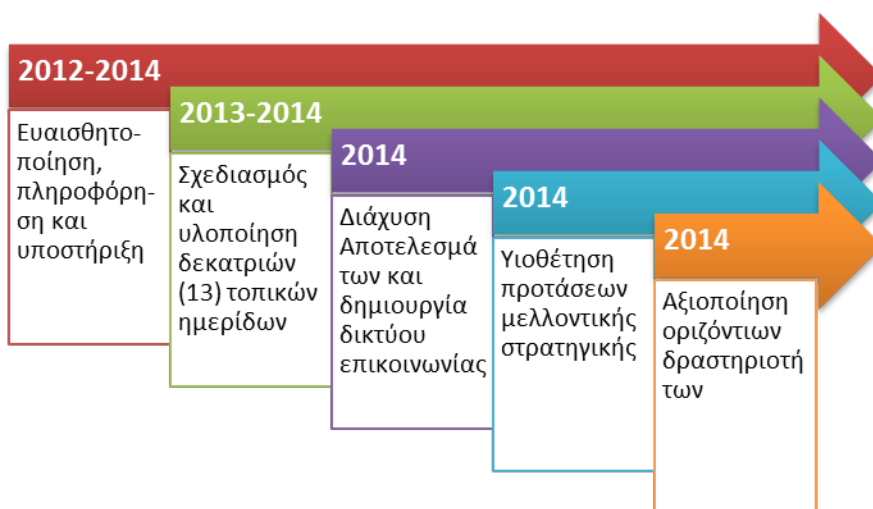 2012-2014
Ευαισθητο-
ποίηση,
πληροφόρη-
ση και
υποστήριξη
2013-2014
Σχεδιασμός
και
υλοποίηση
δεκατριών
(13) τοπικών
ημερίδων
2014
Διάχυση
Αποτελεσμά
των και
δημιουργία
δικτύου
επικοινωνίας
2014
Υιοθέτηση
προτάσεων
μελλοντικής
στρατηγικής
2014
Αξιοποίηση
οριζόντιων
δραστηριοτή
των